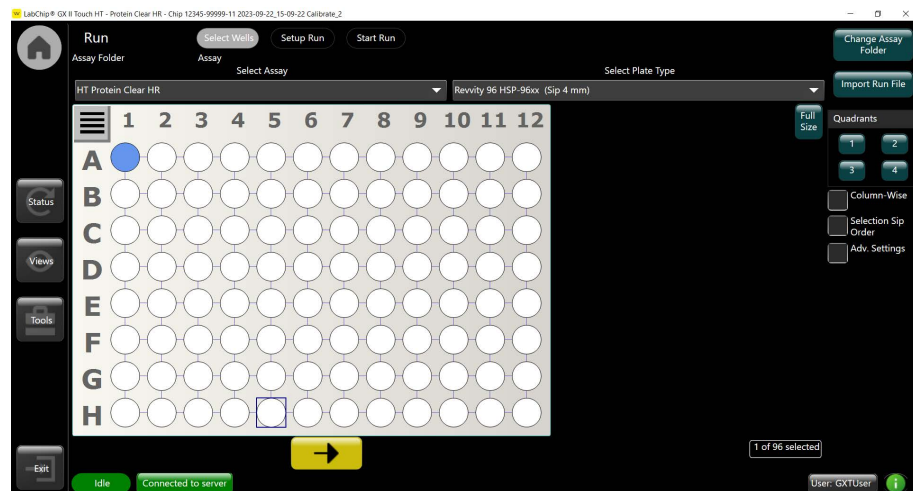 LabChip® GX II Touch HT - Protein Clear HR - Chip 12345-99999-11 2023-09-22_15-09-22 Calibrate_2
Run
Select Wells
Setup Run
Start Run
Change Assay
Folder
Assay Folder
Assay
Select Assay
Select Plate Type
HT Protein Clear HR
Revvity 96 HSP-96xx (Sip 4 mm)
Import Run File
1 2 3 4 5 6 7 8 9 10 11 12
Full
Size
Quadrants
1 2
3 4
A
B
C
D
E
F
G
H
Column-Wise
Selection Sip
Order
Adv. Settings
Status
Views
Tools
Exit
1 of 96 selected
Idle
Connected to server
User: GXTUser
i